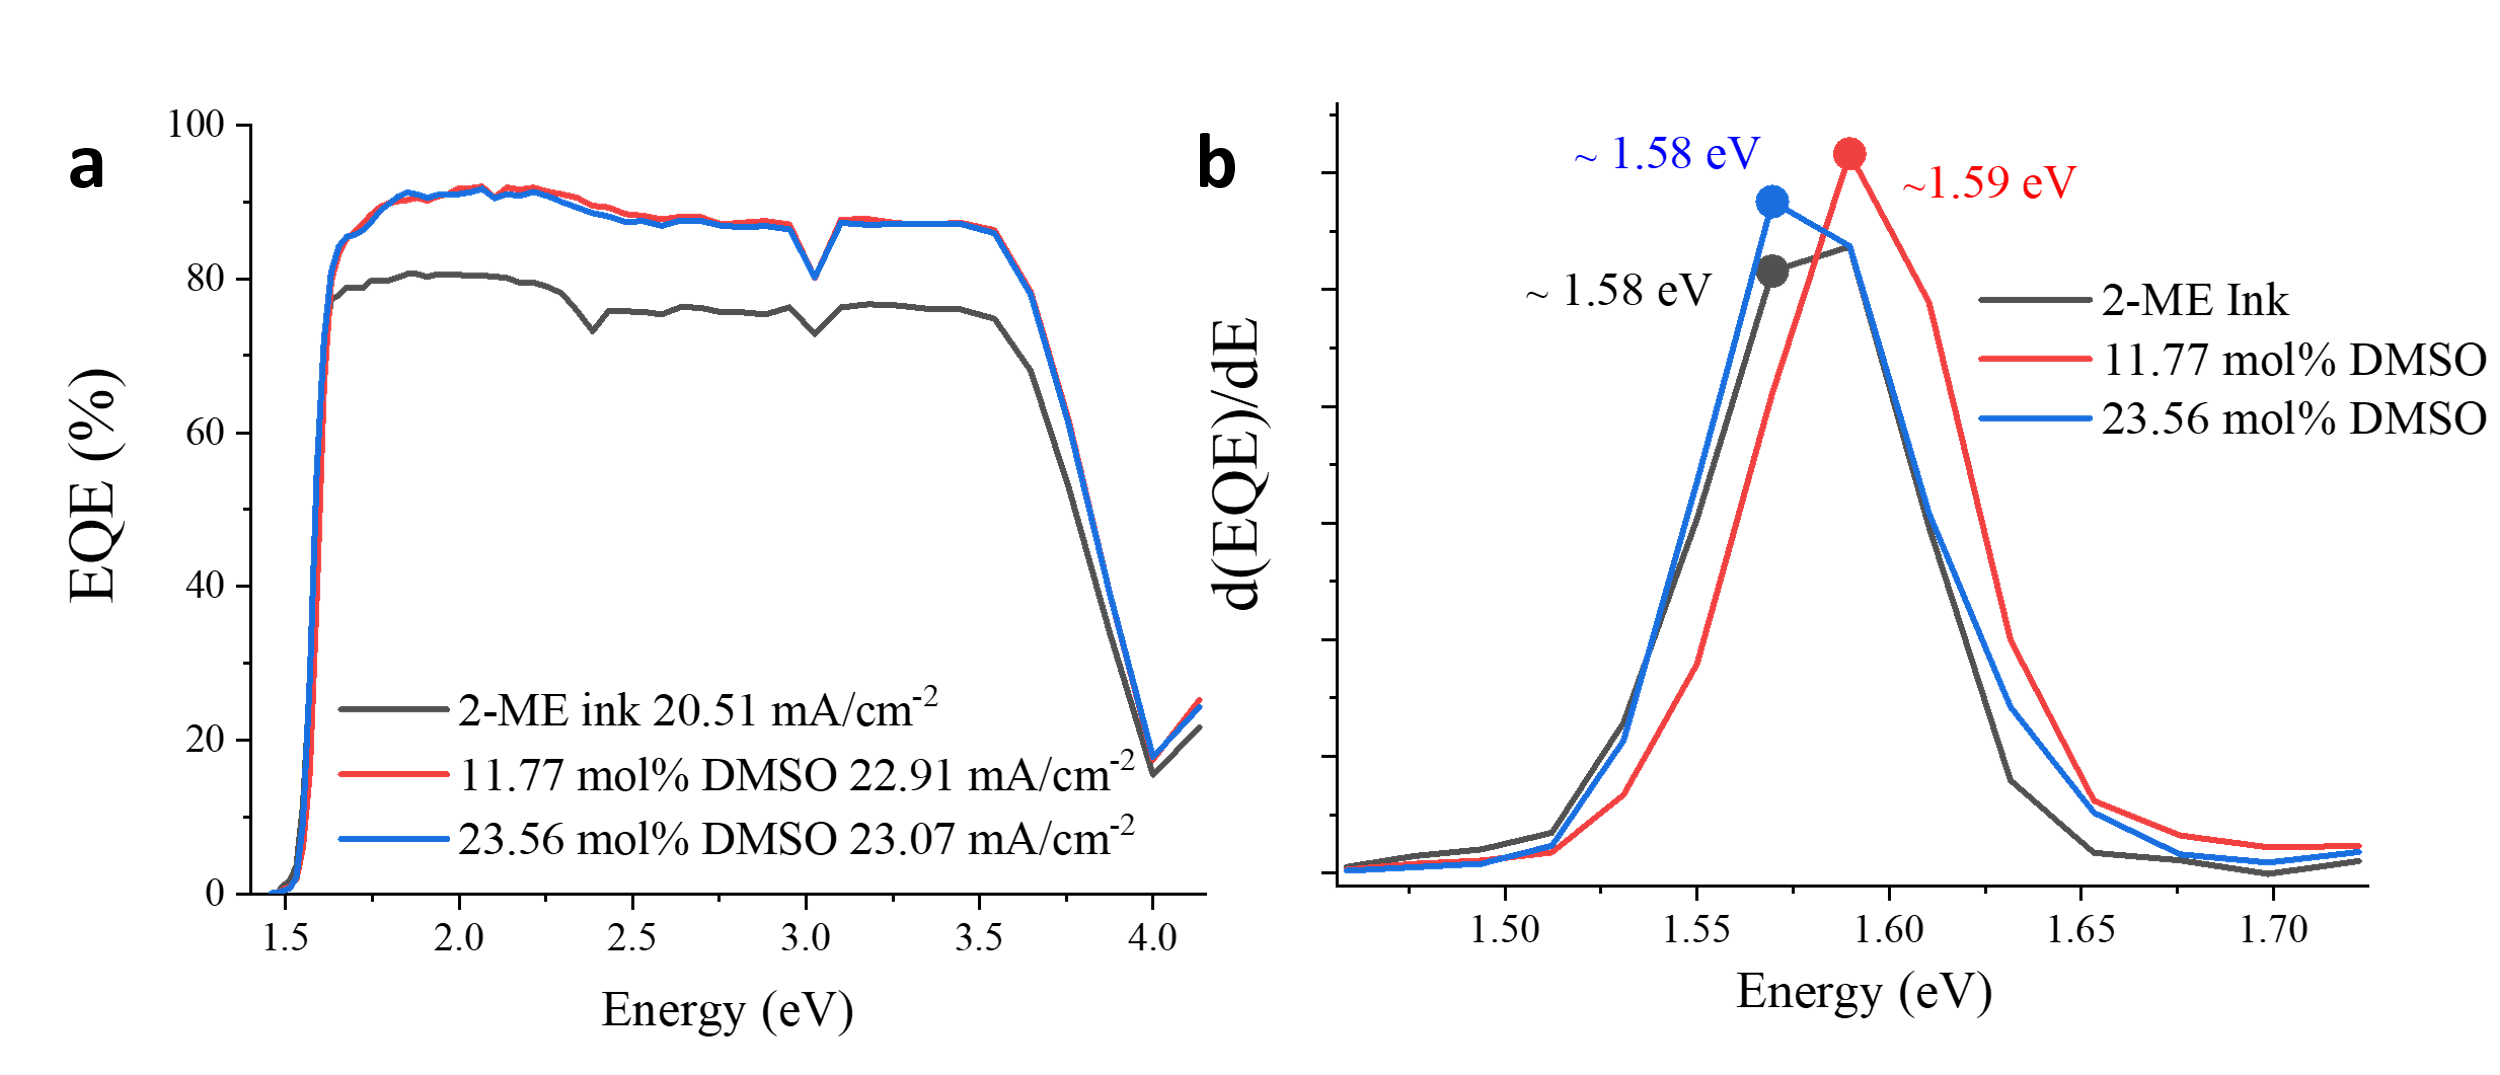 a
100
80
60
40
20
0
EQE (%)
2-ME ink 20.51 mA/cm-2
11.77 mol% DMSO 22.91 mA/cm-2
23.56 mol% DMSO 23.07 mA/cm-2
1.5 2.0 2.5 3.0 3.5 4.0
Energy (eV)
b
d(EQE)/dE
~ 1.58 eV
~1.59 eV
~ 1.58 eV
2-ME Ink
11.77 mol% DMSO
23.56 mol% DMSO
1.50 1.55 1.60 1.65 1.70
Energy (eV)